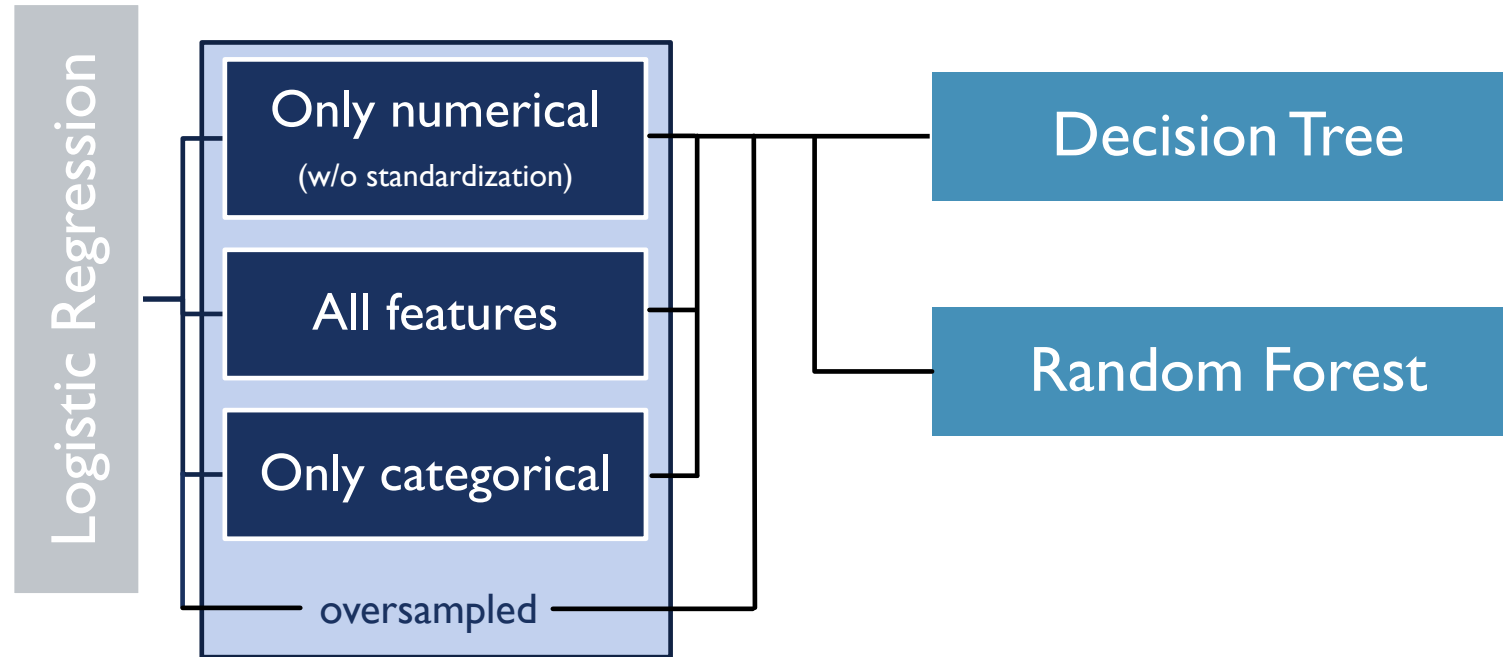 Logistic Regression
Only numerical
(w/o standardization)
All features
Only categorical
oversampled
Decision Tree
Random Forest